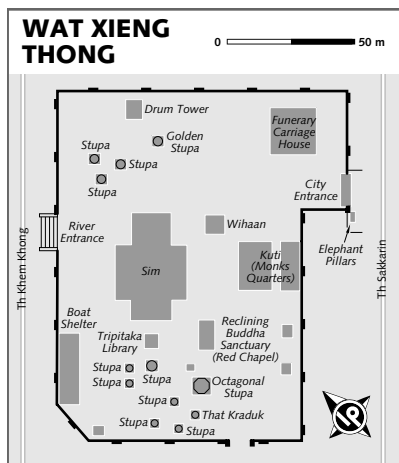 WAT XIENG
THONG
0 50 m
Drum Tower
Golden
Stupa
Funerary
Carriage
House
Stupa
Stupa
Stupa
City
Entrance
River
Entrance
Wihaan
Elephant
Pillars
Kuti
(Monks
Quarters)
Sim
Th Khem Khong
Th Sakkarin
Boat
Shelter
Tripitaka
Library
Reclining
Buddha
Sanctuary
(Red Chapel)
Stupa
Stupa
Stupa
Octagonal
Stupa
Stupa
That Kraduk
Stupa